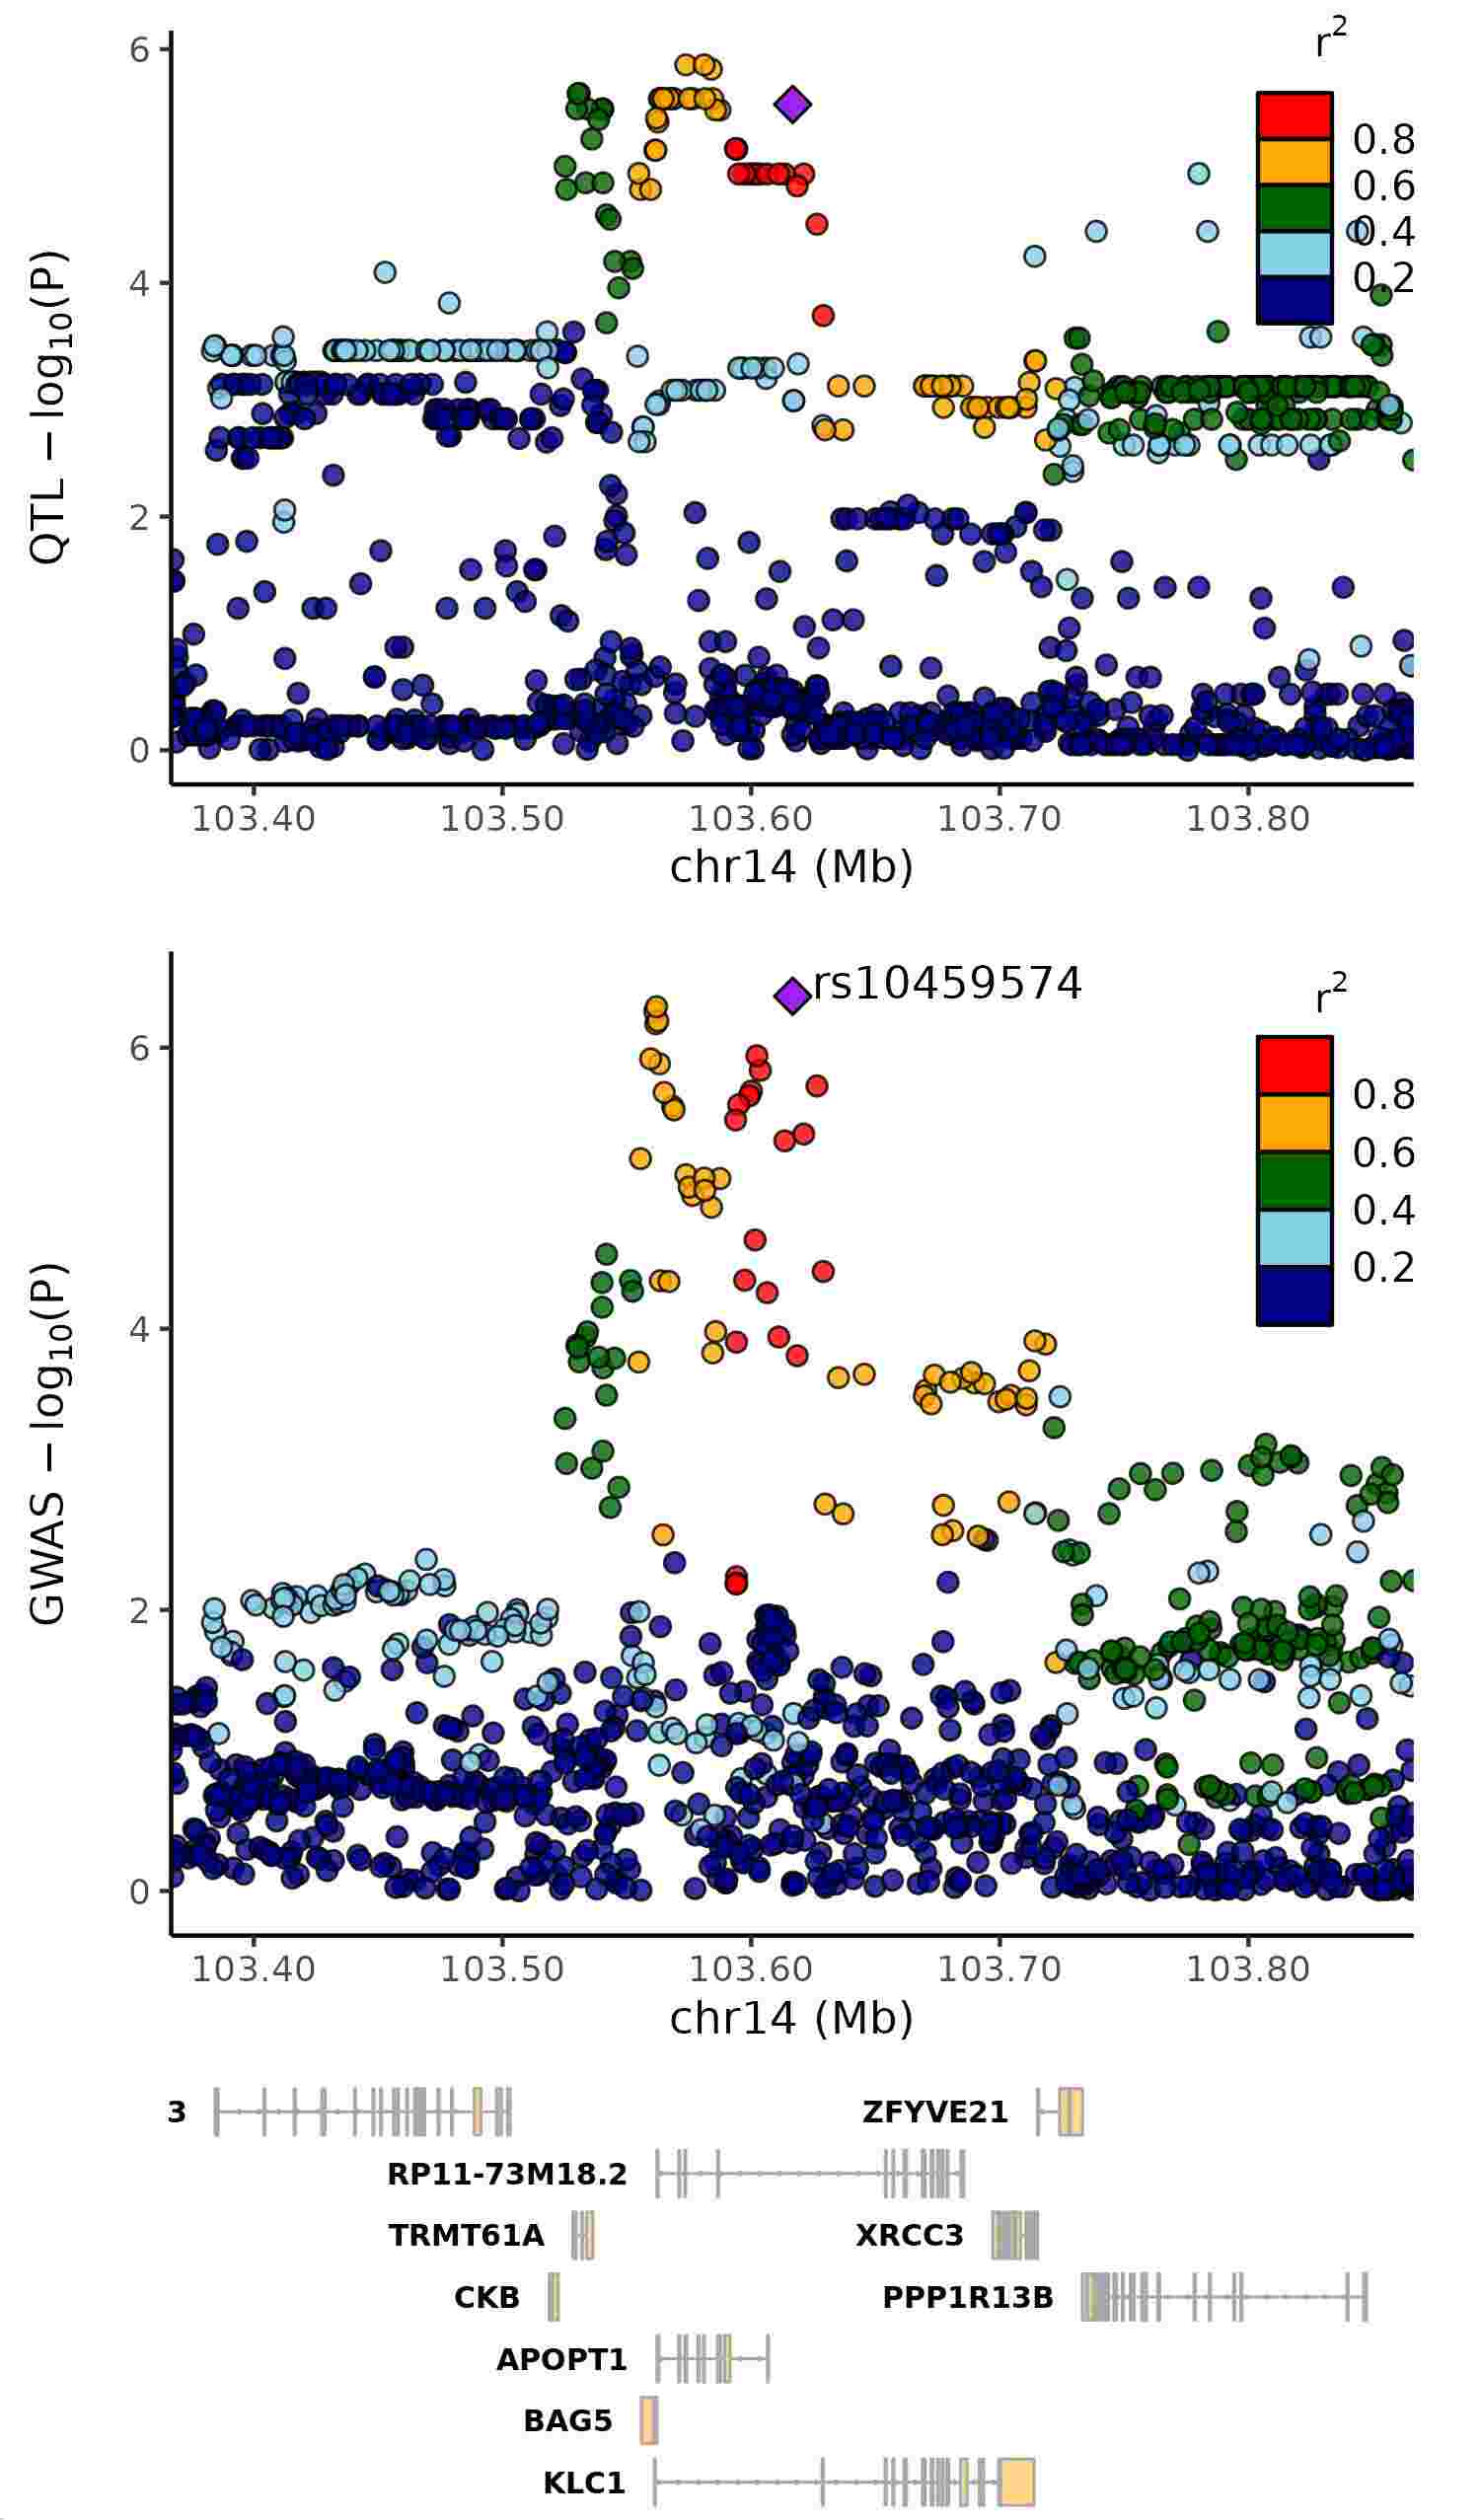 r2
6
4
2
0
0.8
0.6
0.4
0.2
QTL − log10(P)
103.40 103.50 103.60 103.70 103.80
chr14 (Mb)
rs10459574
r2
6
4
2
0
0.8
0.6
0.4
0.2
GWAS − log10(P)
103.40 103.50 103.60 103.70 103.80
chr14 (Mb)
3 ZFYVE21
RP11-73M18.2
TRMT61A XRCC3
CKB PPP1R13B
APOPT1
BAG5
KLC1